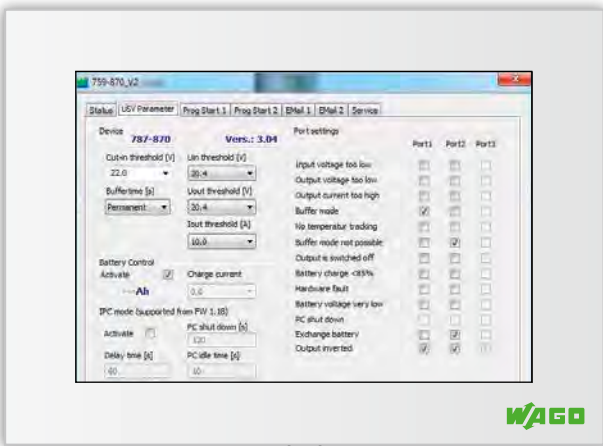 759-870_V2
Status USV Parameter Prog Start 1 Prog Start 2 EMail 1 EMail 2 Service
Device
787-870 Vers.: 3.04
Cut-in threshold [V] Uin threshold [V]
22.0 20.4
Buffertime [s] Uout threshold [V]
Permanent 20.4
Iout threshold [A]
10.0
Battery Control
Activate Charge current
---Ah 0.6
IPC mode (supported from FW 1.18)
Activate PC shut down [s]
120
Delay time [s] PC idle time [s]
60 10
Port settings
Port1 Port2 Port3
Input voltage too low
Output voltage too low
Output current too high
Buffer mode
No temperatur tracking
Buffer mode not possible
Output is switched off
Battery charge <85%
Hardware fault
Battery voltage very low
PC shut down
Exchange battery
Output inverted
WAGO